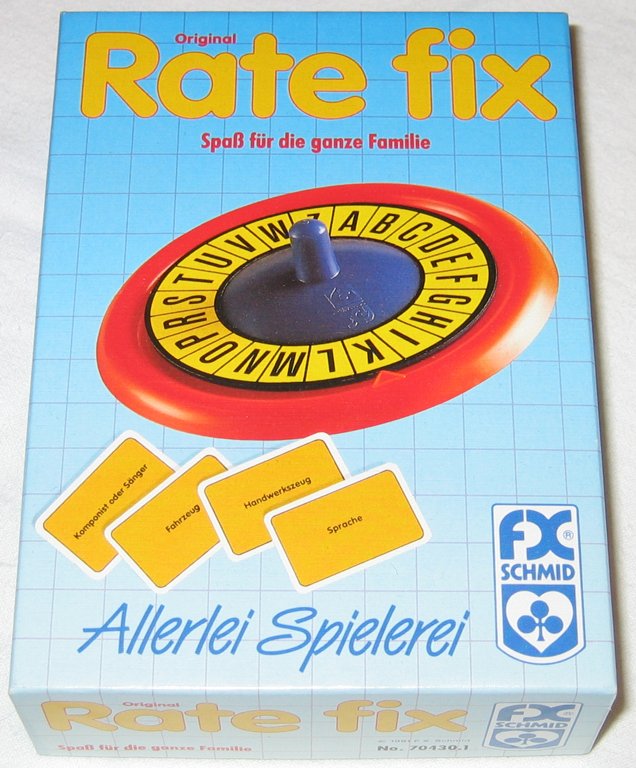 Original
Rate fix
Spaß für die ganze Familie
Z A B C D E F G H I K L M N O P R S T U V W
Komponist oder Sänger
Fahrzeug
Handwerkszeug
Sprache
FX
®
SCHMID
Allerlei Spielerei
Original
Rate fix
Spaß für die ganze Familie
No. 70430.1
FX
®
SCHMID